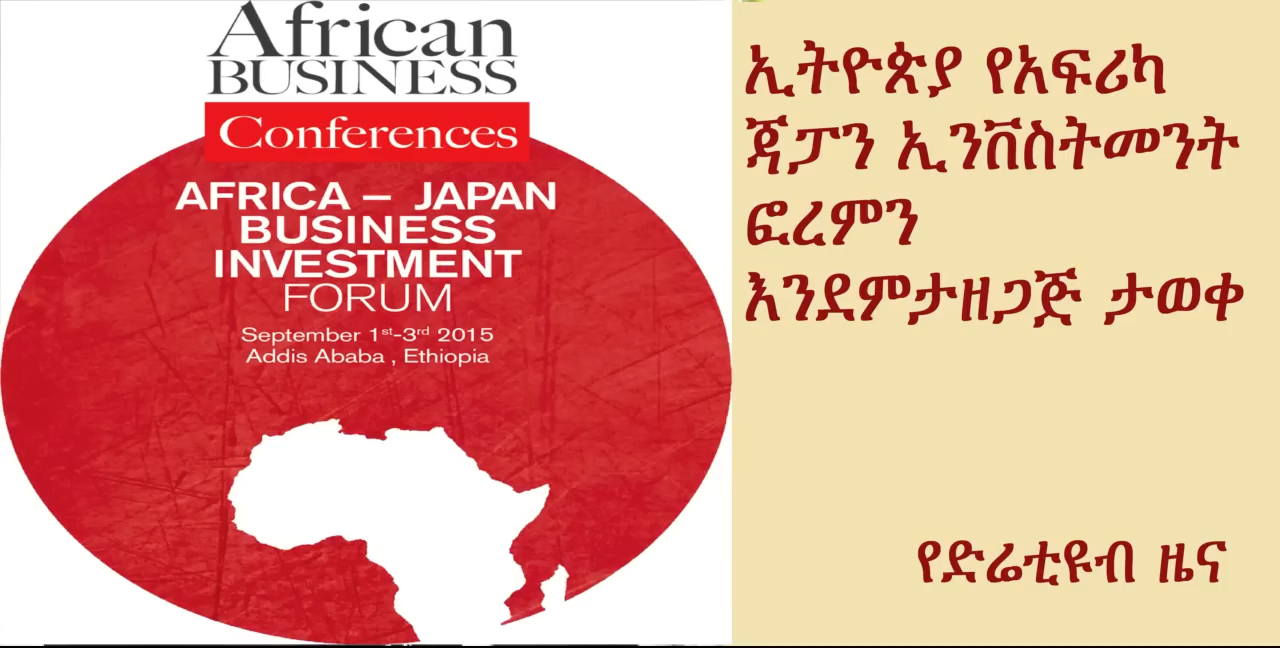 African
BUSINESS
Conferences
AFRICA – JAPAN
BUSINESS
INVESTMENT
FORUM
September 1st-3rd 2015
Addis Ababa , Ethiopia
ኢትዮጵያ የአፍሪካ
ጃፓን ኢንቨስትመንት
ፎረምን
እንደምታዘጋጅ ታወቀ
የድሬቲዩብ ዜና